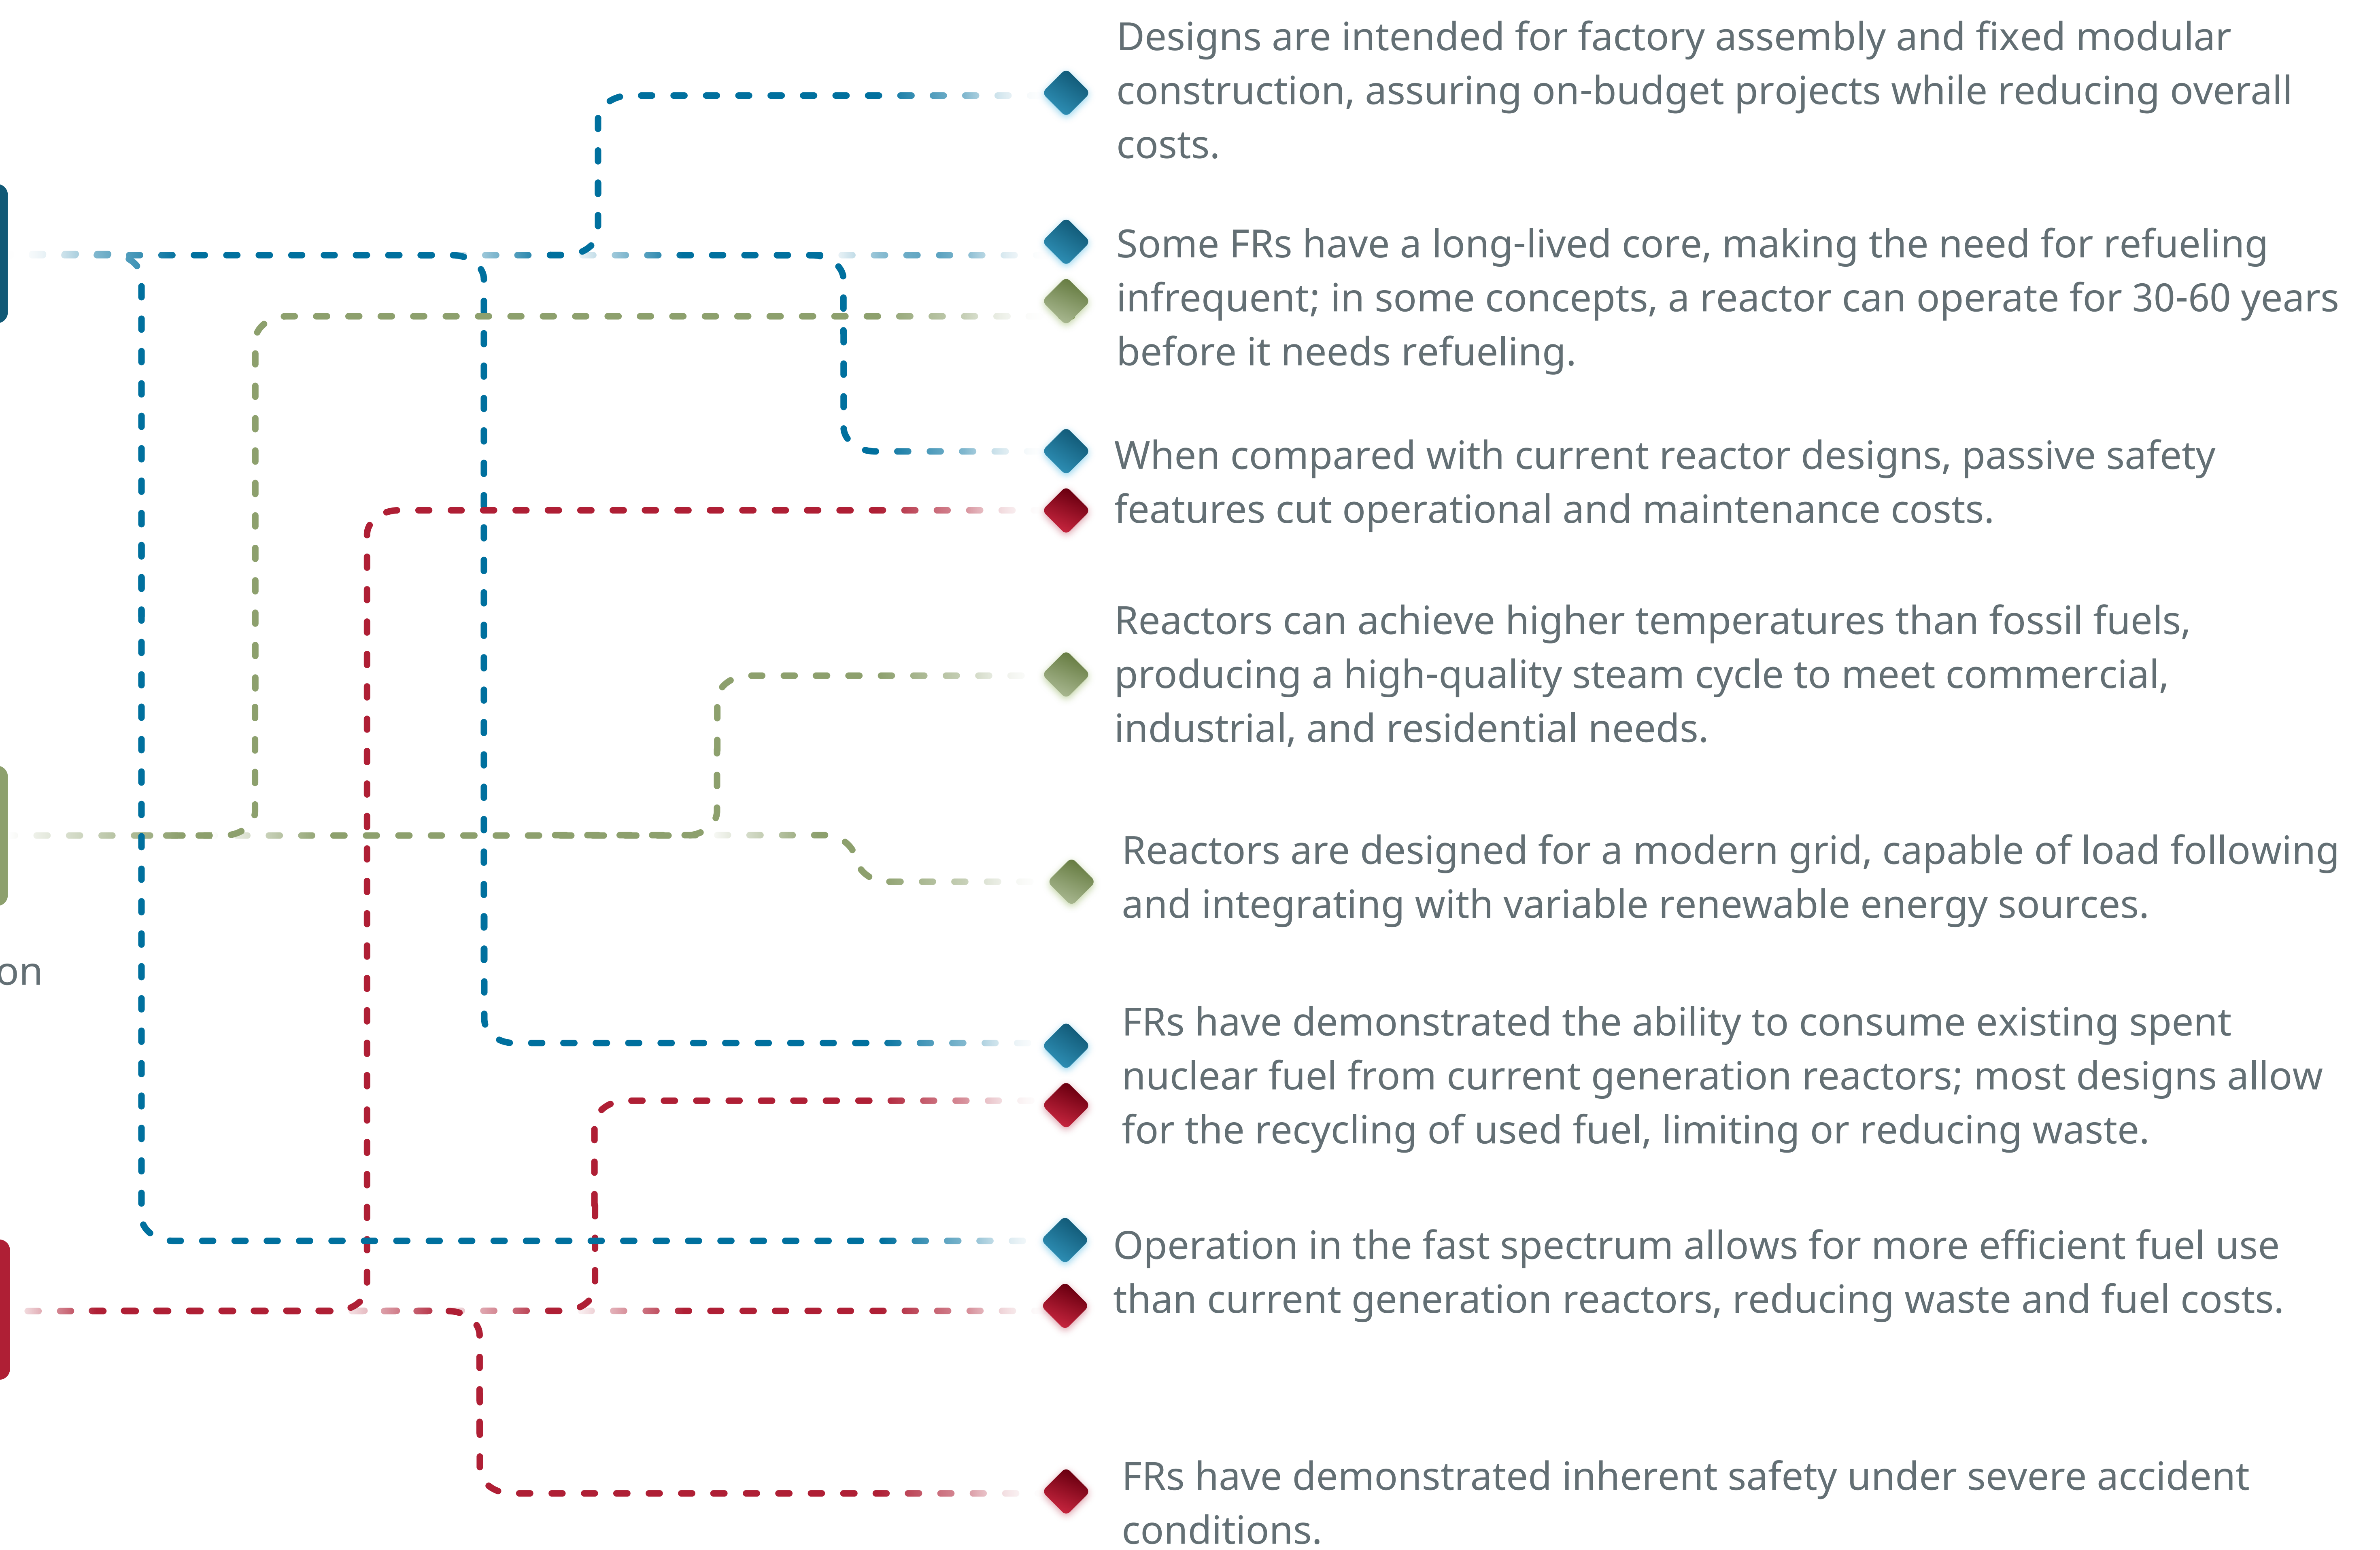 Designs are intended for factory assembly and fixed modular
construction, assuring on-budget projects while reducing overall
costs.
Some FRs have a long-lived core, making the need for refueling
infrequent; in some concepts, a reactor can operate for 30-60 years
before it needs refueling.
When compared with current reactor designs, passive safety
features cut operational and maintenance costs.
Reactors can achieve higher temperatures than fossil fuels,
producing a high-quality steam cycle to meet commercial,
industrial, and residential needs.
Reactors are designed for a modern grid, capable of load following
and integrating with variable renewable energy sources.
on
FRs have demonstrated the ability to consume existing spent
nuclear fuel from current generation reactors; most designs allow
for the recycling of used fuel, limiting or reducing waste.
Operation in the fast spectrum allows for more efficient fuel use
than current generation reactors, reducing waste and fuel costs.
FRs have demonstrated inherent safety under severe accident
conditions.